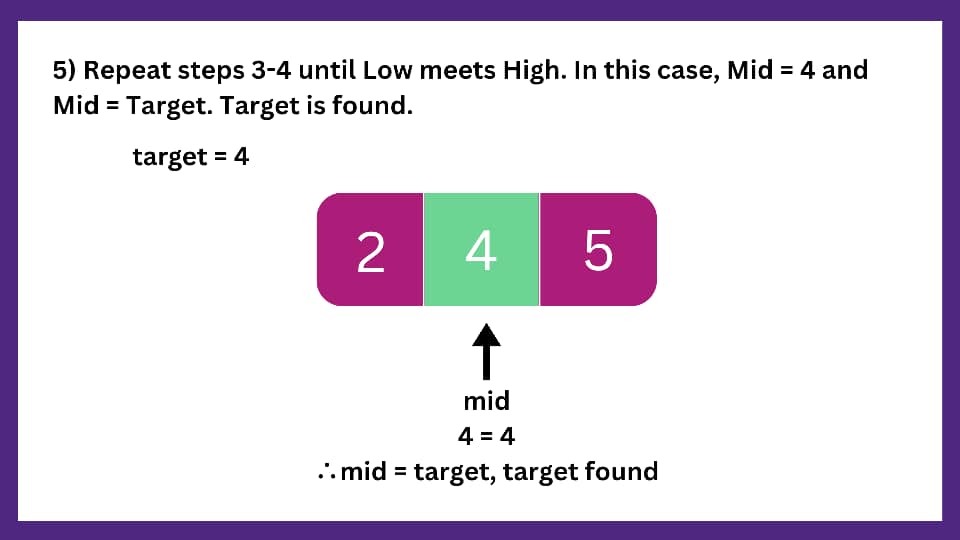 5) Repeat steps 3-4 until Low meets High. In this case, Mid = 4 and
Mid = Target. Target is found.
target = 4
2 4 5
mid
4 = 4
∴ mid = target, target found